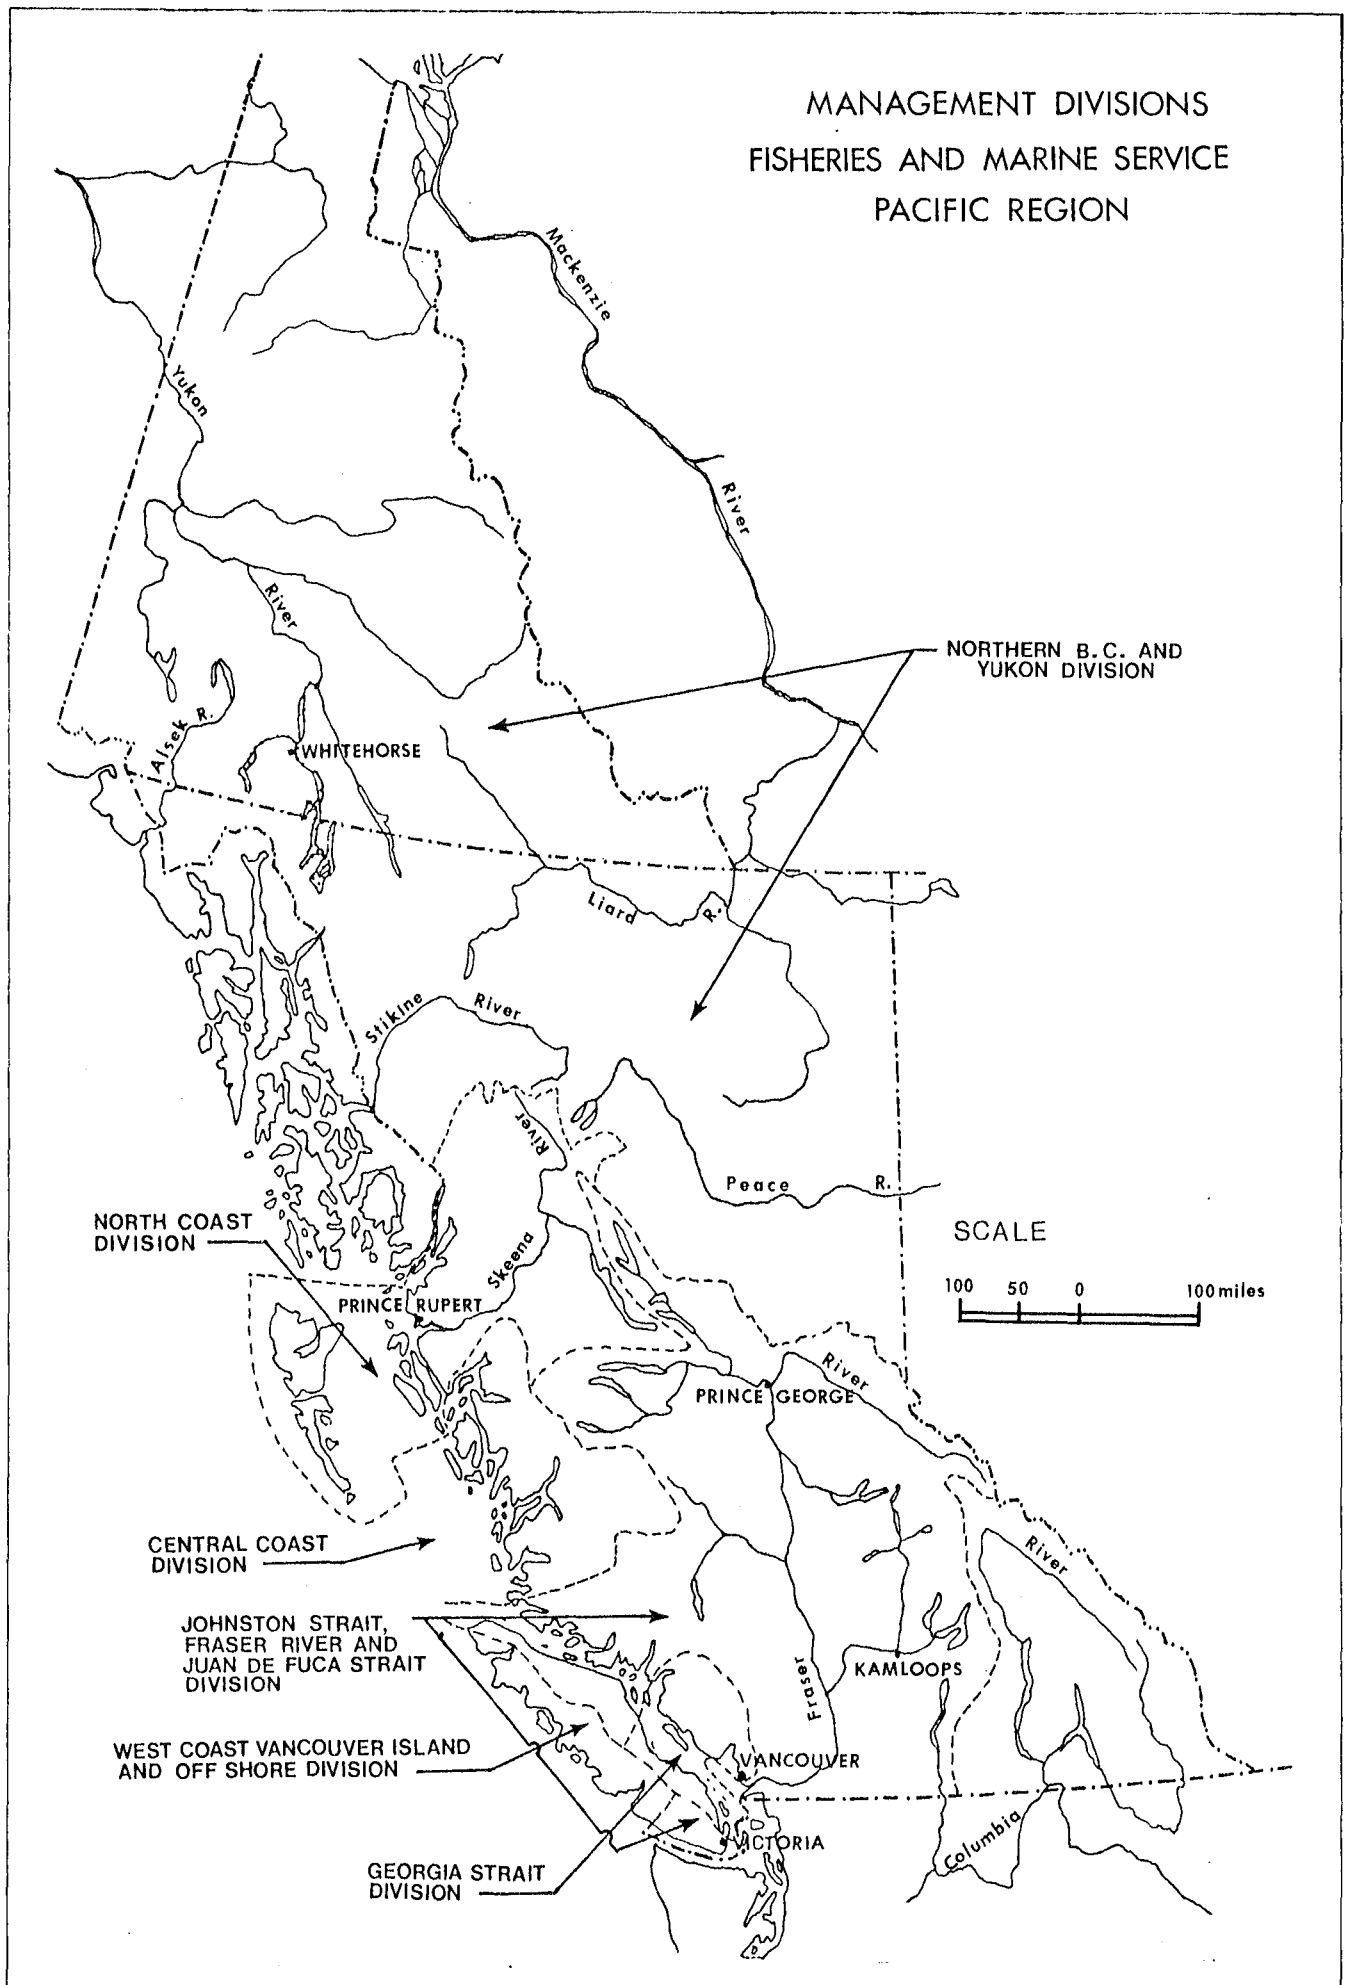 MANAGEMENT DIVISIONS
FISHERIES AND MARINE SERVICE
PACIFIC REGION
Mackenzie
River
Yukon
River
NORTHERN B.C. AND
YUKON DIVISION
Alsek R.
WHITEHORSE
Liard R.
Stikine River
River
Skeena
Peace R.
NORTH COAST
DIVISION
SCALE
100 50 0 100 miles
PRINCE RUPERT
River
PRINCE GEORGE
CENTRAL COAST
DIVISION
River
JOHNSTON STRAIT,
FRASER RIVER AND
JUAN DE FUCA STRAIT
DIVISION
KAMLOOPS
Fraser
WEST COAST VANCOUVER ISLAND
AND OFF SHORE DIVISION
VANCOUVER
VICTORIA
Columbia
GEORGIA STRAIT
DIVISION